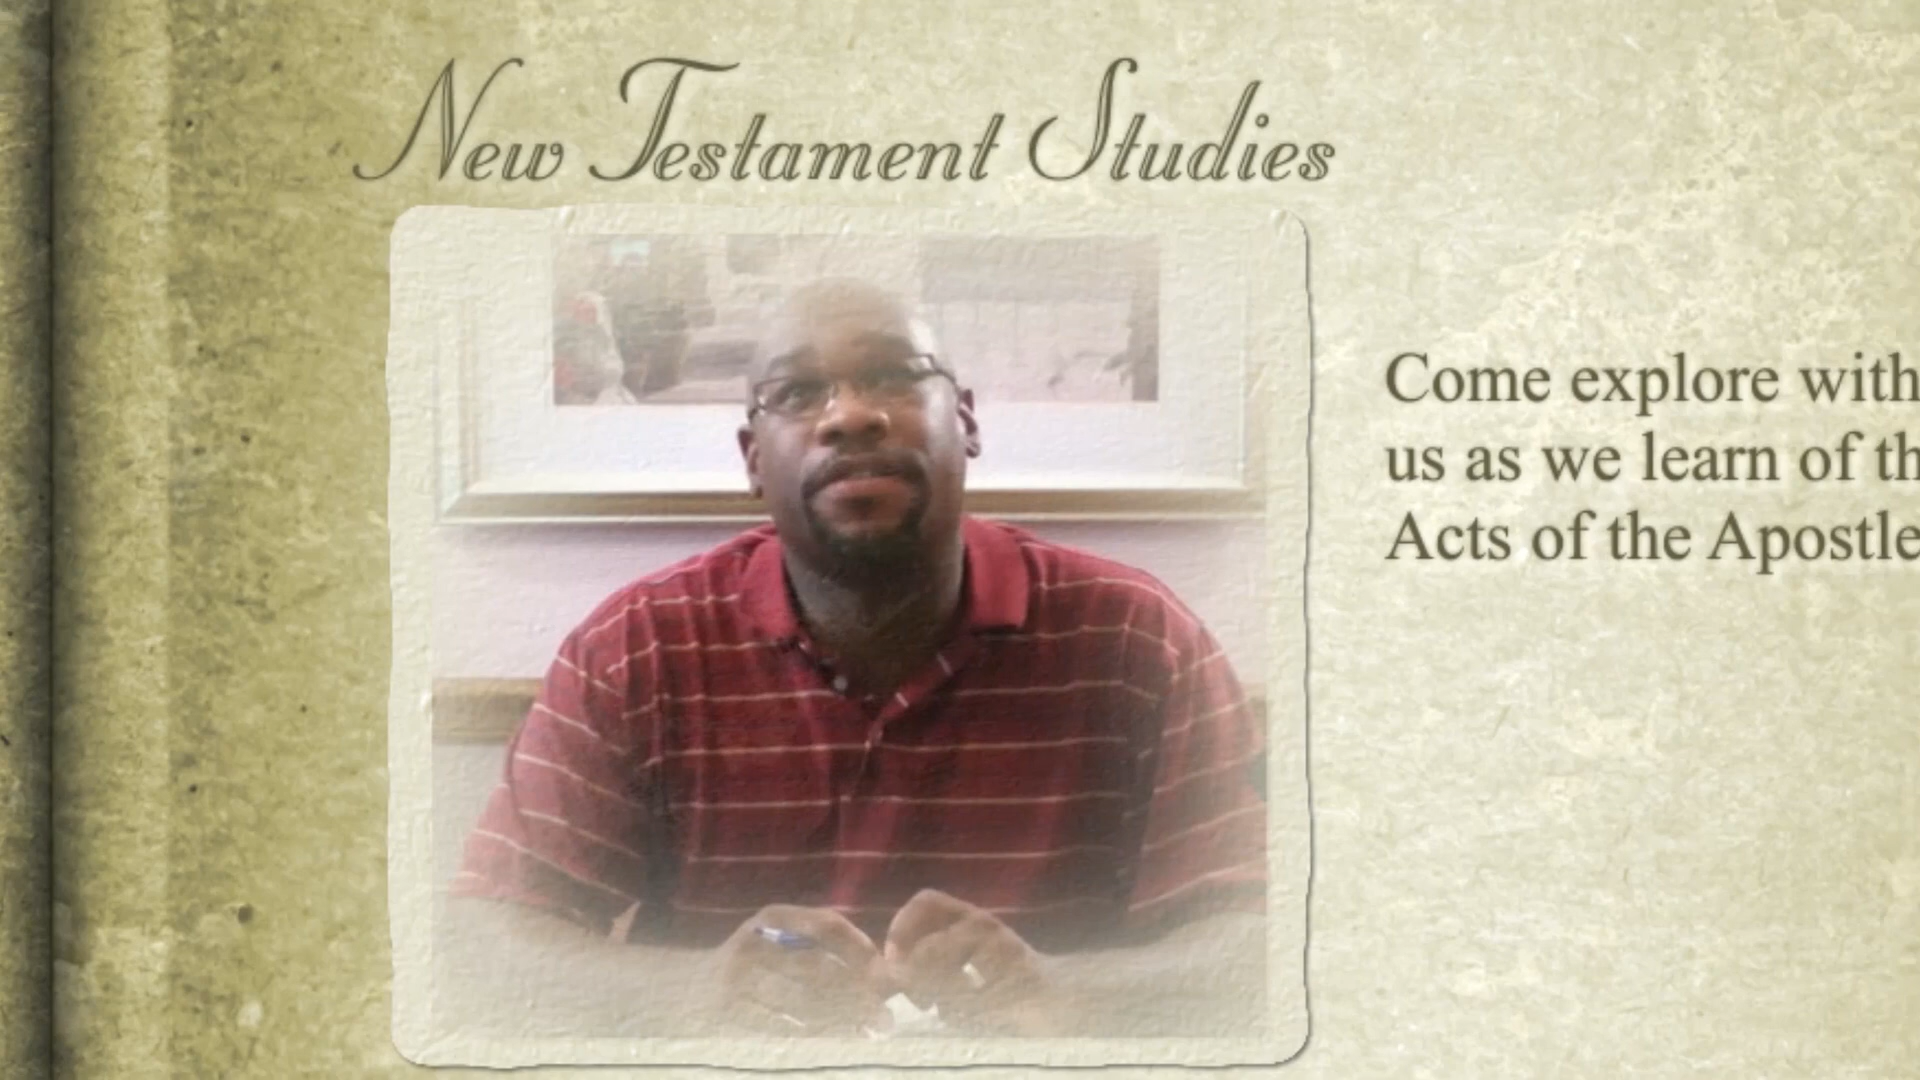 New Testament Studies
Come explore with
us as we learn of th
Acts of the Apostle